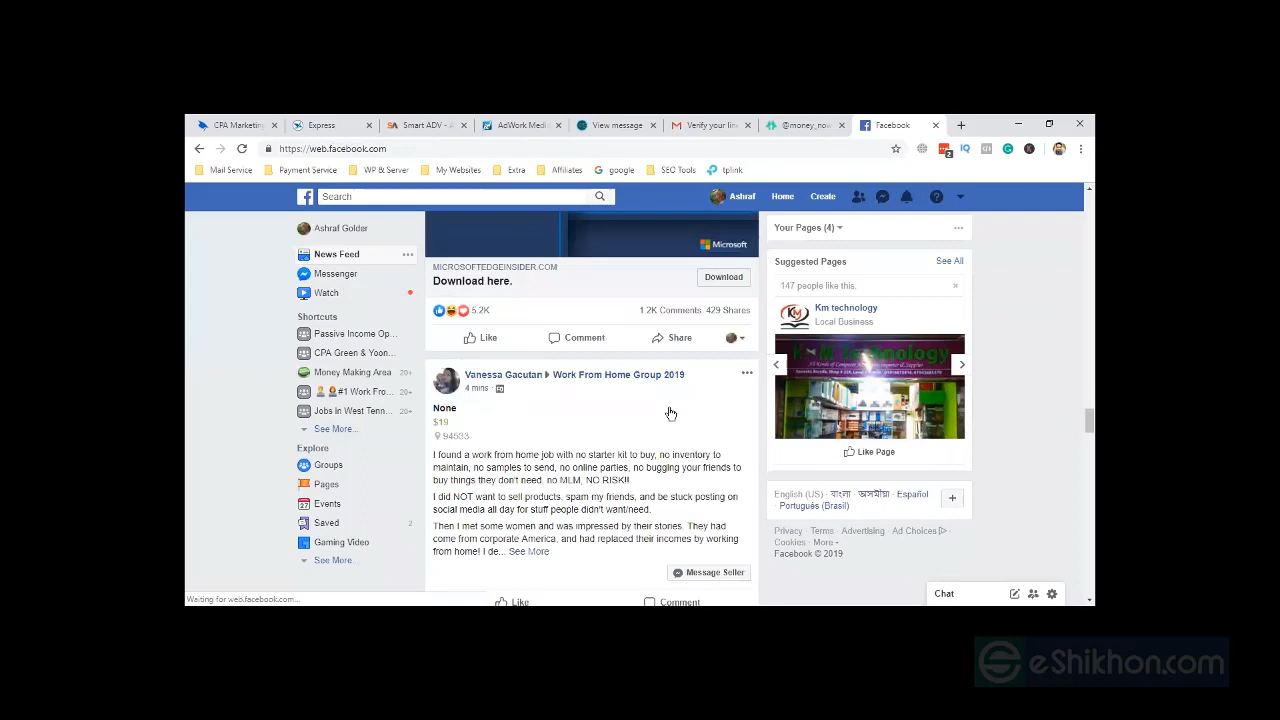 CPA Marketing
Express
Smart ADV - A
AdWork Media
View message
Verify your lin
@money_now
Facebook
https://web.facebook.com
Mail Service
Payment Service
WP & Server
My Websites
Extra
Affiliates
google
SEO Tools
tplink
Search
Ashraf
Home
Create
Ashraf Golder
News Feed
Messenger
Watch
Shortcuts
Passive Income Op...
CPA Green & Yoon...
Money Making Area 20+
#1 Work Fro... 20+
Jobs in West Tenn... 20+
See More...
Explore
Groups
Pages
Events
Saved 2
Gaming Video
See More...
Microsoft
MICROSOFTEDGEINSIDER.COM
Download here.
Download
5.2K
1.2K Comments 429 Shares
Like
Comment
Share
Vanessa Gacutan Work From Home Group 2019
4 mins ·
None
$19
94533
I found a work from home job with no starter kit to buy, no inventory to
maintain, no samples to send, no online parties, no bugging your friends to
buy things they don't need, no MLM, NO RISK!!
I did NOT want to sell products, spam my friends, and be stuck posting on
social media all day for stuff people didn't want/need.
Then I met some women and was impressed by their stories. They had
come from corporate America, and had replaced their incomes by working
from home! I de... See More
Message Seller
Like
Comment
Your Pages (4)
Suggested Pages
See All
147 people like this.
Km technology
Local Business
Technology
Like Page
English (US) · বাংলা · অসমীয়া · Español ·
Português (Brasil)
Privacy · Terms · Advertising · Ad Choices ·
Cookies · More
Facebook © 2019
Chat
Waiting for web.facebook.com...
eShikhon.com